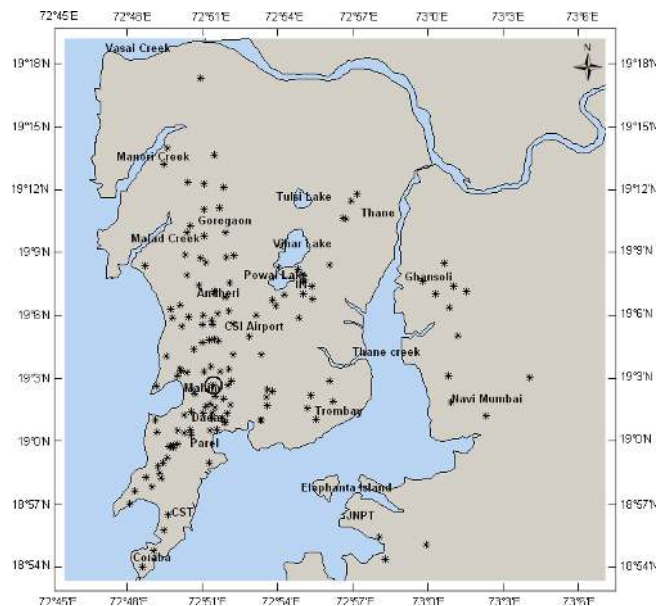 72°45'E 72°48'E 72°51'E 72°54'E 72°57'E 73°0'E 73°3'E 73°6'E
Vasai Creek
N
19°18'N 19°18'N
19°15'N 19°15'N
Manori Creek
19°12'N 19°12'N
Tulsi Lake
Thane
Goregaon
Malad Creek
Vihar Lake
19°9'N 19°9'N
Powai Lake
Ghansoli
IIT
Andheri
19°6'N 19°6'N
CSI Airport
Thane creek
19°3'N 19°3'N
Mahim
Navi Mumbai
Dadar
Trombay
19°0'N 19°0'N
Parel
18°57'N 18°57'N
Elephanta Island
CST
JNPT
18°54'N 18°54'N
Colaba
72°45'E 72°48'E 72°51'E 72°54'E 72°57'E 73°0'E 73°3'E 73°6'E